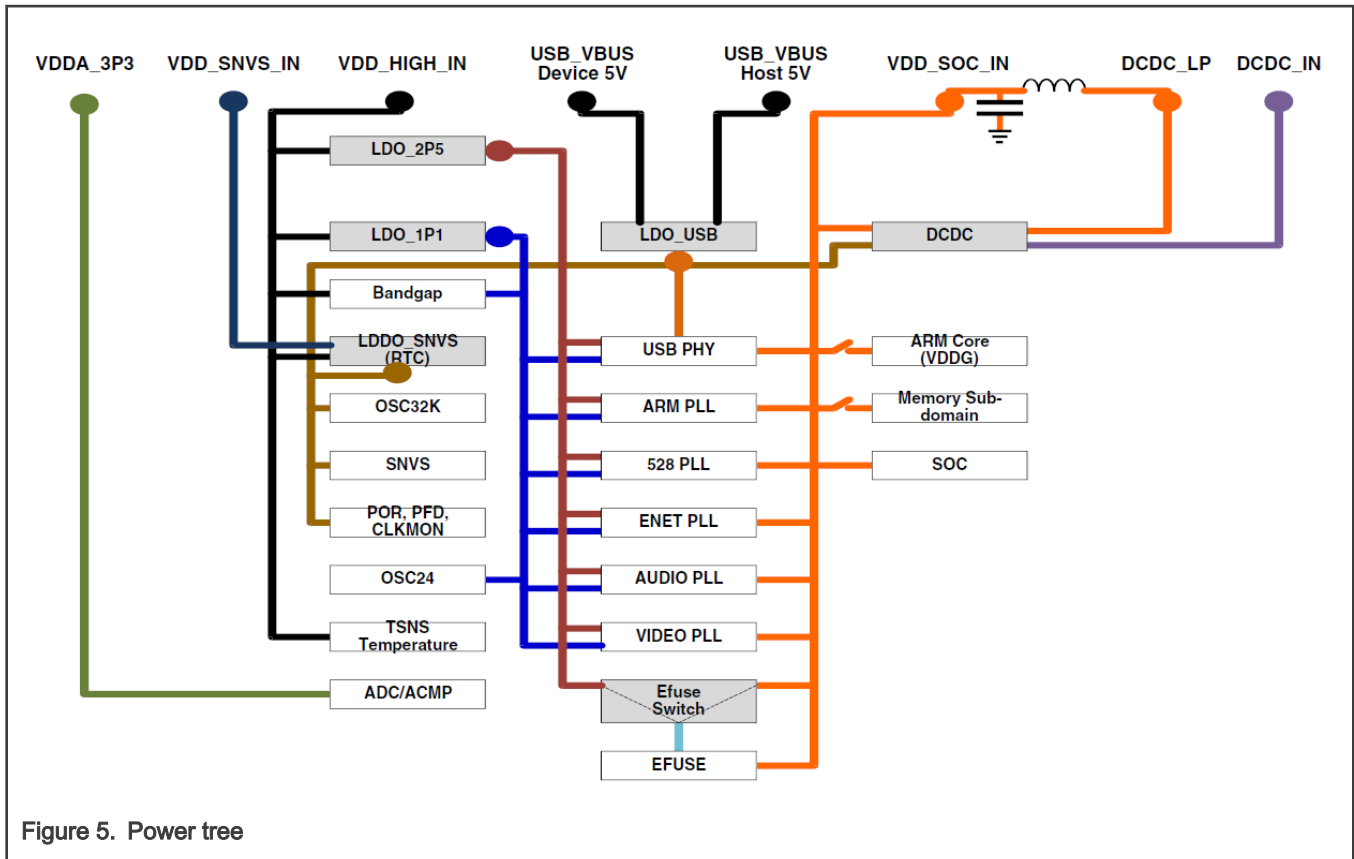 VDDA_3P3
VDD_SNVS_IN
VDD_HIGH_IN
USB_VBUS
Device 5V
USB_VBUS
Host 5V
VDD_SOC_IN
DCDC_LP
DCDC_IN
LDO_2P5
LDO_1P1
LDO_USB
DCDC
Bandgap
LDDO_SNVS
(RTC)
USB PHY
ARM Core
(VDDG)
OSC32K
ARM PLL
Memory Sub-
domain
SNVS
528 PLL
SOC
POR, PFD,
CLKMON
ENET PLL
OSC24
AUDIO PLL
TSNS
Temperature
VIDEO PLL
ADC/ACMP
Efuse
Switch
EFUSE
Figure 5. Power tree